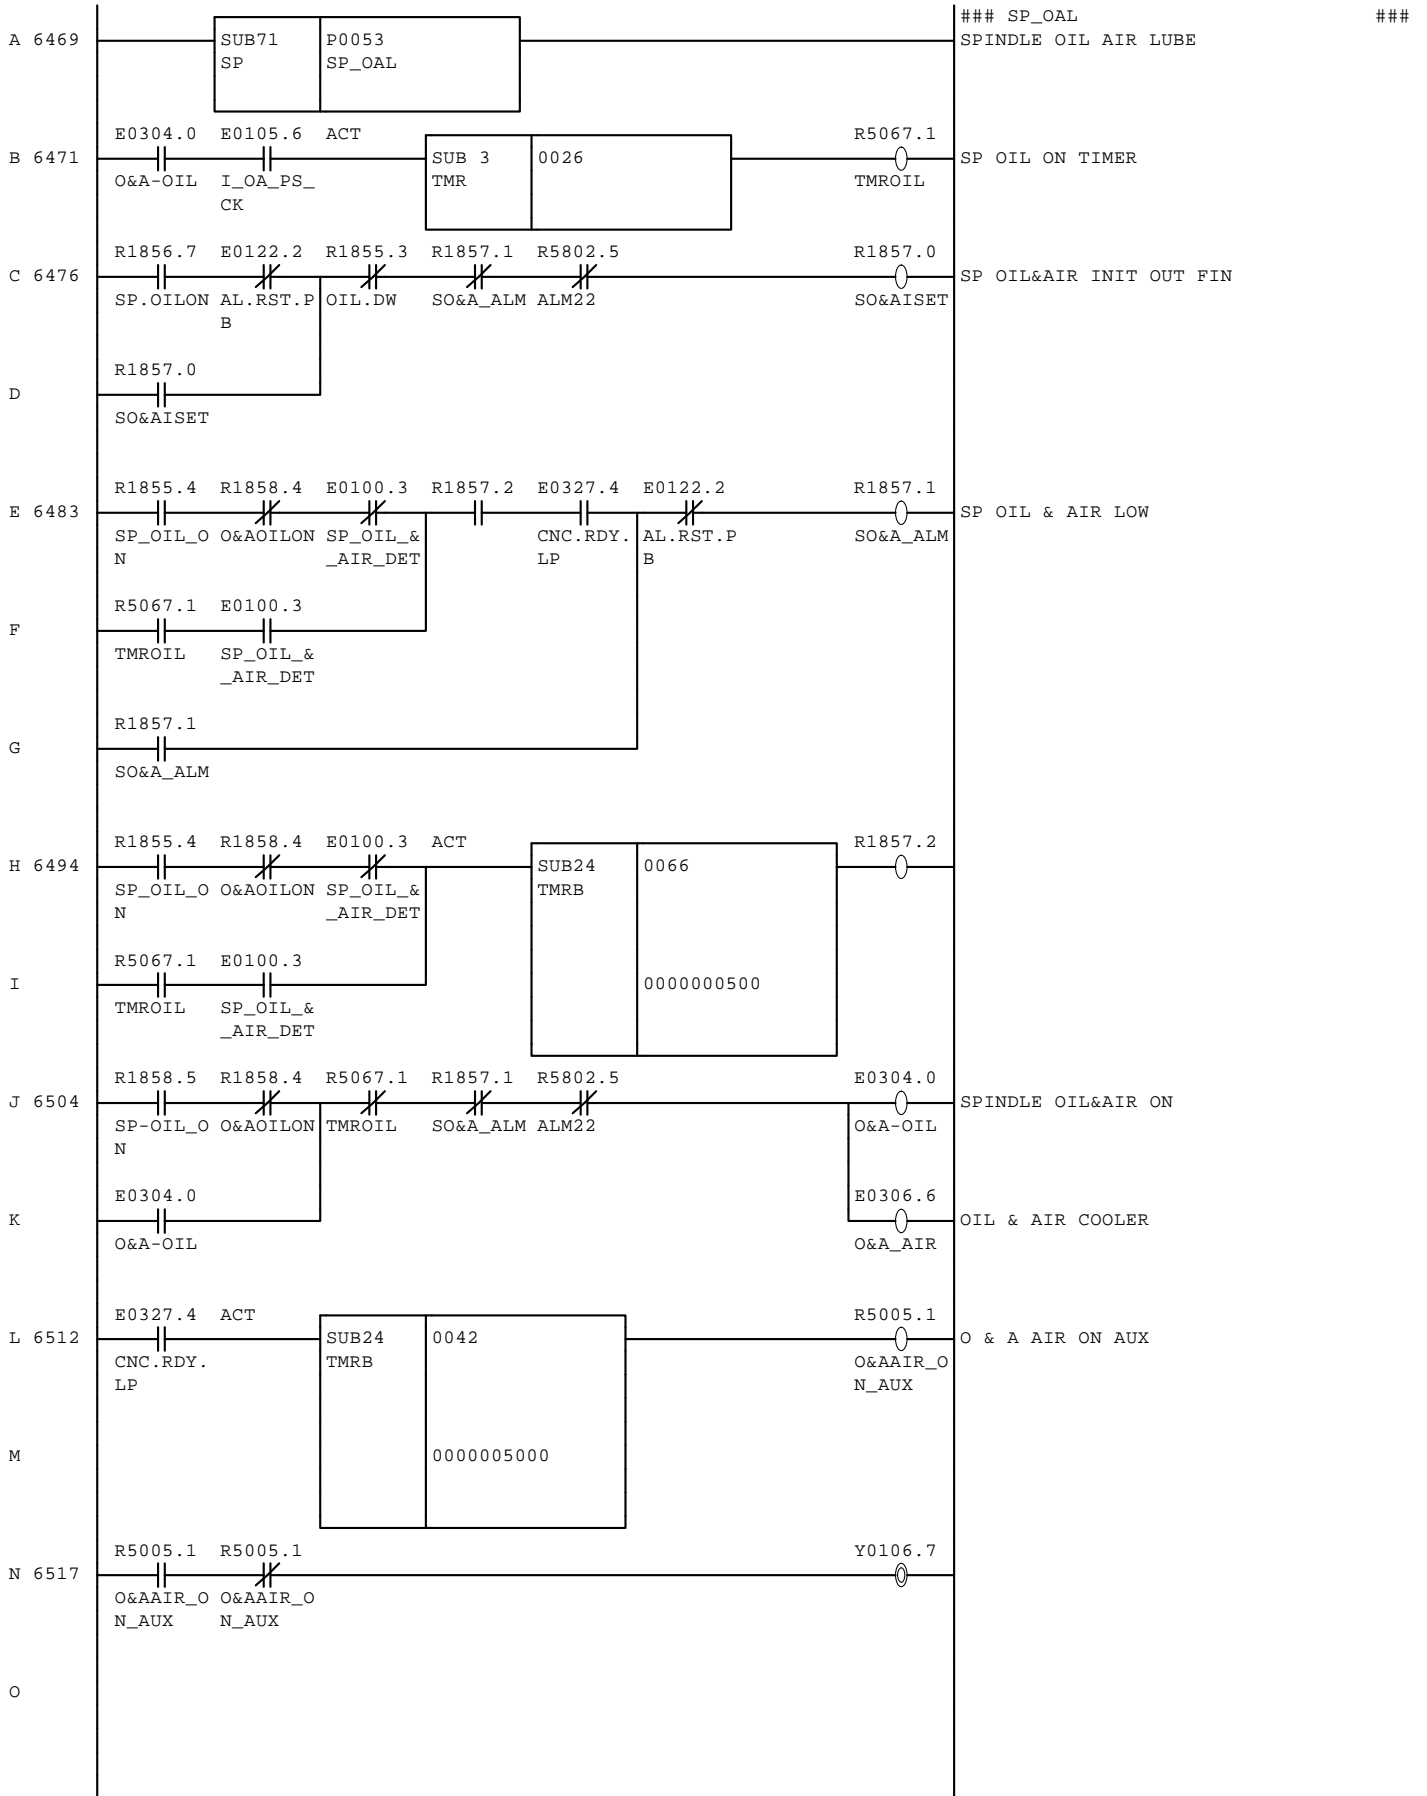 ### SP_OAL ###
A 6469 SUB71 P0053 SPINDLE OIL AIR LUBE
SP SP_OAL
E0304.0 E0105.6 ACT R5067.1
B 6471 SUB 3 0026 SP OIL ON TIMER
O&A-OIL I_OA_PS_ TMR TMROIL
CK
R1856.7 E0122.2 R1855.3 R1857.1 R5802.5 R1857.0
C 6476 SP OIL&AIR INIT OUT FIN
SP.OILON AL.RST.P OIL.DW SO&A_ALM ALM22 SO&AISET
B
R1857.0
D
SO&AISET
R1855.4 R1858.4 E0100.3 R1857.2 E0327.4 E0122.2 R1857.1
E 6483 SP OIL & AIR LOW
SP_OIL_O O&AOILON SP_OIL_& CNC.RDY. AL.RST.P SO&A_ALM
N _AIR_DET LP B
R5067.1 E0100.3
F
TMROIL SP_OIL_&
_AIR_DET
R1857.1
G
SO&A_ALM
R1855.4 R1858.4 E0100.3 ACT R1857.2
H 6494 SUB24 0066
SP_OIL_O O&AOILON SP_OIL_& TMRB
N _AIR_DET
R5067.1 E0100.3
I 0000000500
TMROIL SP_OIL_&
_AIR_DET
R1858.5 R1858.4 R5067.1 R1857.1 R5802.5 E0304.0
J 6504 SPINDLE OIL&AIR ON
SP-OIL_O O&AOILON TMROIL SO&A_ALM ALM22 O&A-OIL
N
E0304.0 E0306.6
K OIL & AIR COOLER
O&A-OIL O&A_AIR
E0327.4 ACT R5005.1
L 6512 SUB24 0042 O & A AIR ON AUX
CNC.RDY. TMRB O&AAIR_O
LP N_AUX
M 0000005000
R5005.1 R5005.1 Y0106.7
N 6517
O&AAIR_O O&AAIR_O
N_AUX N_AUX
O